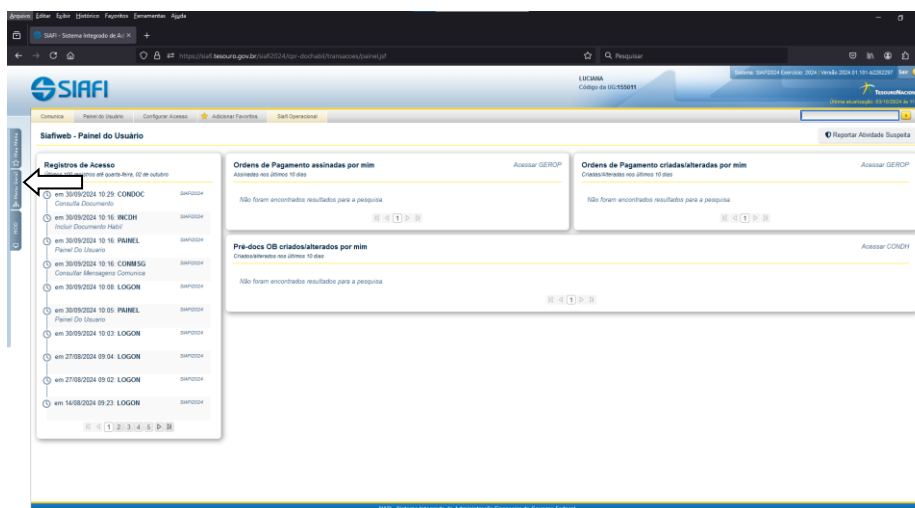 Arquivo Editar Exibir Histórico Favoritos Ferramentas Ajuda
SIAFI - Sistema Integrado de Ad
https://siafi.tesouro.gov.br/siafi2024/cpr-dochabil/transacoes/painel.jsf
Pesquisar
SIAFI
LUCIANA
Código da UG:155011
TESOURONACION
Comunica Painel do Usuário Configurar Acesso Adicionar Favoritos Siafi Operacional
Siafiweb - Painel do Usuário
Reportar Atividade Suspeita
Registros de Acesso
Últimos 100 registros até quarta-feira, 02 de outubro
em 30/09/2024 10:29: CONDOC SIAFI2024
Consulta Documento
em 30/09/2024 10:16: INCDH SIAFI2024
Incluir Documento Habil
em 30/09/2024 10:16: PAINEL SIAFI2024
Painel Do Usuario
em 30/09/2024 10:16: CONMSG SIAFI2024
Consultar Mensagens Comunica
em 30/09/2024 10:08: LOGON SIAFI2024
em 30/09/2024 10:05: PAINEL SIAFI2024
Painel Do Usuario
em 30/09/2024 10:03: LOGON SIAFI2024
em 27/08/2024 09:04: LOGON SIAFI2024
em 27/08/2024 09:02: LOGON SIAFI2024
em 14/08/2024 09:23: LOGON SIAFI2024
1 2 3 4 5
Ordens de Pagamento assinadas por mim Acessar GEROP
Assinadas nos últimos 10 dias
Não foram encontrados resultados para a pesquisa.
1
Ordens de Pagamento criadas/alteradas por mim Acessar GEROP
Criadas/Alteradas nos últimos 10 dias
Não foram encontrados resultados para a pesquisa.
1
Pré-docs OB criados/alterados por mim Acessar CONDH
Criados/alterados nos últimos 10 dias
Não foram encontrados resultados para a pesquisa.
1